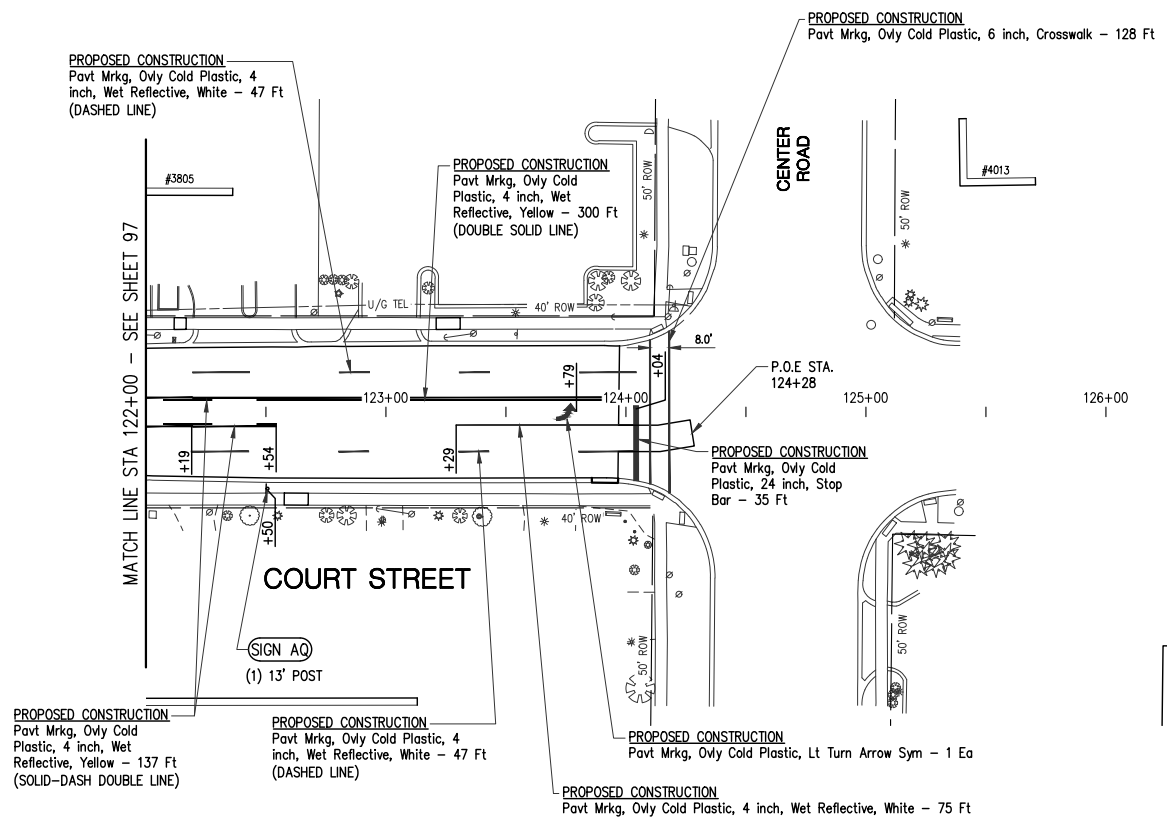 PROPOSED CONSTRUCTION
Pavt Mrkg, Ovly Cold Plastic, 6 inch, Crosswalk – 128 Ft
PROPOSED CONSTRUCTION
Pavt Mrkg, Ovly Cold Plastic, 4
inch, Wet Reflective, White – 47 Ft
(DASHED LINE)
CENTER
ROAD
PROPOSED CONSTRUCTION
Pavt Mrkg, Ovly Cold
Plastic, 4 inch, Wet
Reflective, Yellow – 300 Ft
(DOUBLE SOLID LINE)
#3805
#4013
50' ROW
50' ROW
MATCH LINE STA 122+00 – SEE SHEET 97
U/G TEL
40' ROW
8.0'
+04
+79
P.O.E STA.
124+28
123+00
124+00
125+00
126+00
+19
+54
+29
PROPOSED CONSTRUCTION
Pavt Mrkg, Ovly Cold
Plastic, 24 inch, Stop
Bar – 35 Ft
+50
40' ROW
COURT STREET
SIGN AQ
(1) 13' POST
50' ROW
50' ROW
PROPOSED CONSTRUCTION
Pavt Mrkg, Ovly Cold
Plastic, 4 inch, Wet
Reflective, Yellow – 137 Ft
(SOLID–DASH DOUBLE LINE)
PROPOSED CONSTRUCTION
Pavt Mrkg, Ovly Cold Plastic, 4
inch, Wet Reflective, White – 47 Ft
(DASHED LINE)
PROPOSED CONSTRUCTION
Pavt Mrkg, Ovly Cold Plastic, Lt Turn Arrow Sym – 1 Ea
PROPOSED CONSTRUCTION
Pavt Mrkg, Ovly Cold Plastic, 4 inch, Wet Reflective, White – 75 Ft